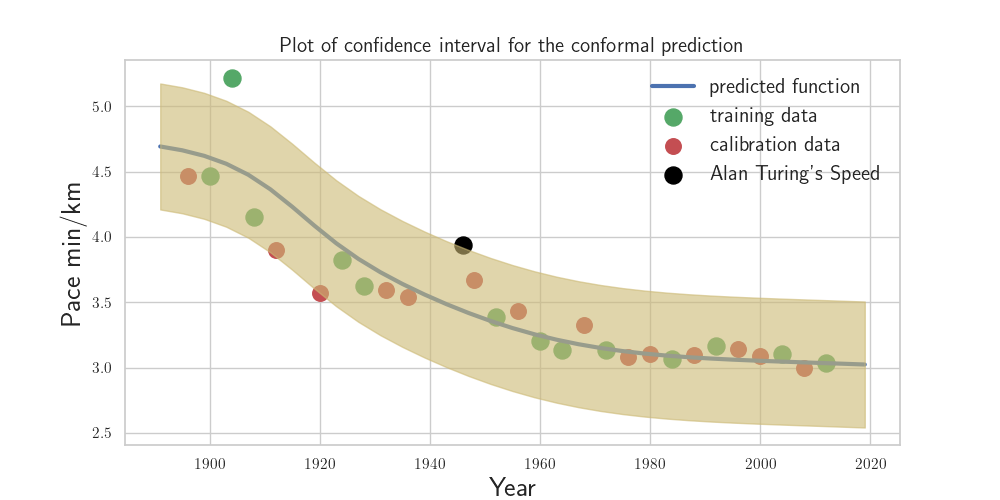 Plot of confidence interval for the conformal prediction
predicted function
training data
calibration data
Alan Turing's Speed
Pace min/km
5.0
4.5
4.0
3.5
3.0
2.5
1900
1920
1940
1960
1980
2000
2020
Year